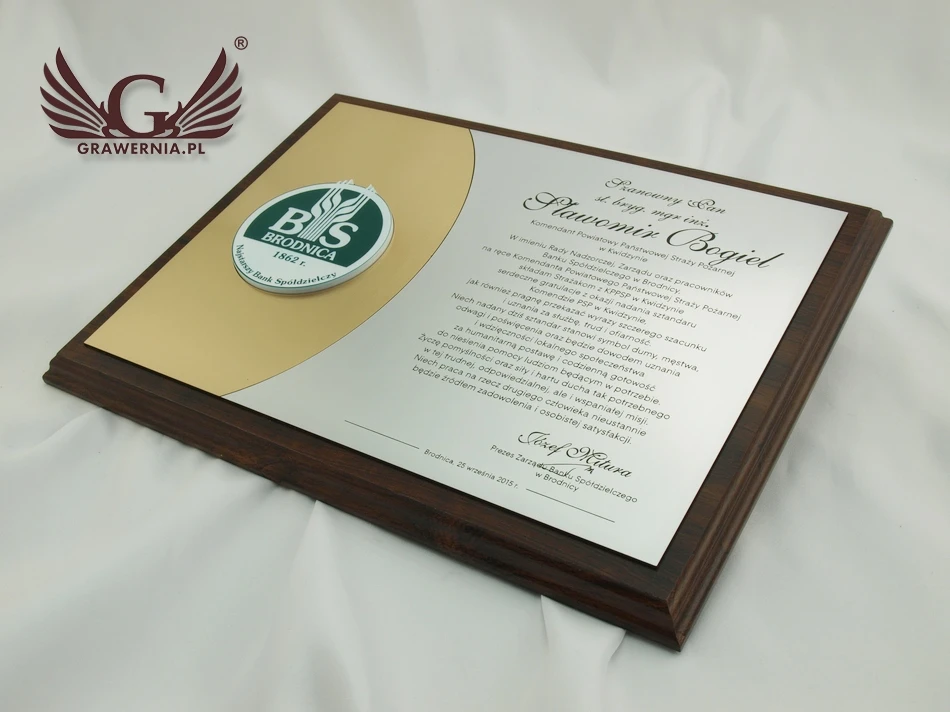 G
®
GRAWERNIA.PL
BS
BRODNICA
1862 r.
Najstarszy Bank Spółdzielczy
Szanowny Pan
st. bryg. mgr inż.
Sławomir Bogiel
Komendant Powiatowy Państwowej Straży Pożarnej
w Kwidzynie
W imieniu Rady Nadzorczej, Zarządu oraz pracowników
Banku Spółdzielczego w Brodnicy,
na ręce Komendanta Powiatowego Państwowej Straży Pożarnej
składam Strażakom z KPPSP w Kwidzynie
serdeczne gratulacje z okazji nadania sztandaru
Komendzie PSP w Kwidzynie,
jak również pragnę przekazać wyrazy szczerego szacunku
i uznania za służbę, trud i ofiarność.
Niech nadany dziś sztandar stanowi symbol dumy, męstwa,
odwagi i poświęcenia oraz będzie dowodem uznania
i wdzięczności lokalnego społeczeństwa
za humanitarną postawę i codzienną gotowość
do niesienia pomocy ludziom będącym w potrzebie.
Życzę pomyślności oraz siły i hartu ducha tak potrzebnego
w tej trudnej, odpowiedzialnej, ale i wspaniałej misji.
Niech praca na rzecz drugiego człowieka nieustannie
będzie źródłem zadowolenia i osobistej satysfakcji.
Józef Mitura
Prezes Zarządu Banku Spółdzielczego
w Brodnicy
Brodnica, 25 września 2015 r.